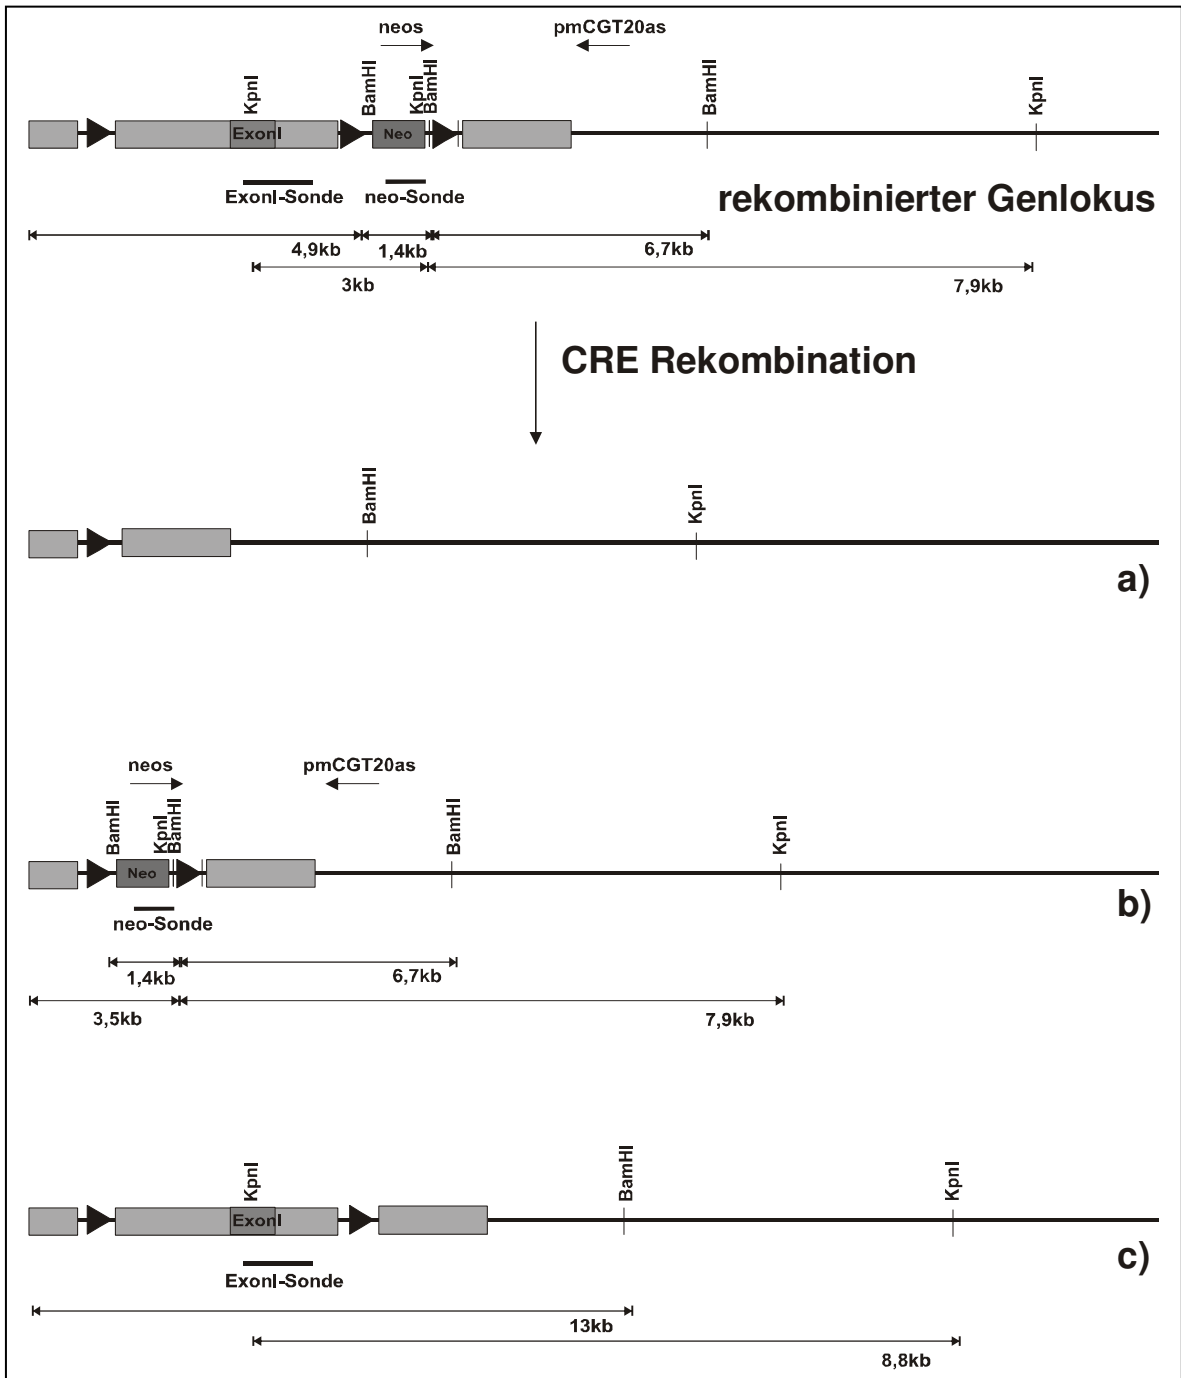 neos pmCGT20as
KpnI BamHI KpnI BamHI BamHI KpnI
ExonI Neo
ExonI-Sonde neo-Sonde
rekombinierter Genlokus
4,9kb 1,4kb 6,7kb
3kb 7,9kb
CRE Rekombination
BamHI KpnI
a)
neos pmCGT20as
BamHI KpnI BamHI BamHI KpnI
Neo
b)
neo-Sonde
1,4kb 6,7kb
3,5kb 7,9kb
KpnI BamHI KpnI
ExonI
c)
ExonI-Sonde
13kb
8,8kb